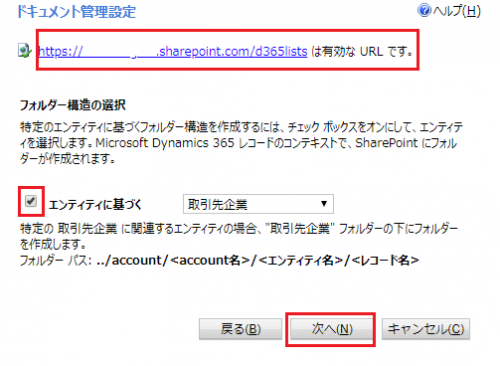 ドキュメント管理設定
ヘルプ(H)
https:// .sharepoint.com/d365lists は有効な URL です。
フォルダー構造の選択
特定のエンティティに基づくフォルダー構造を作成するには、チェック ボックスをオンにして、エンティテ
ィを選択します。Microsoft Dynamics 365 レコードのコンテキストで、SharePoint にフォル
ダーが作成されます。
エンティティに基づく 取引先企業
特定の 取引先企業 に関連するエンティティの場合、"取引先企業" フォルダーの下にフォルダー
を作成します。
フォルダー パス: ../account/<account名>/<エンティティ名>/<レコード名>
戻る(B) 次へ(N) キャンセル(C)